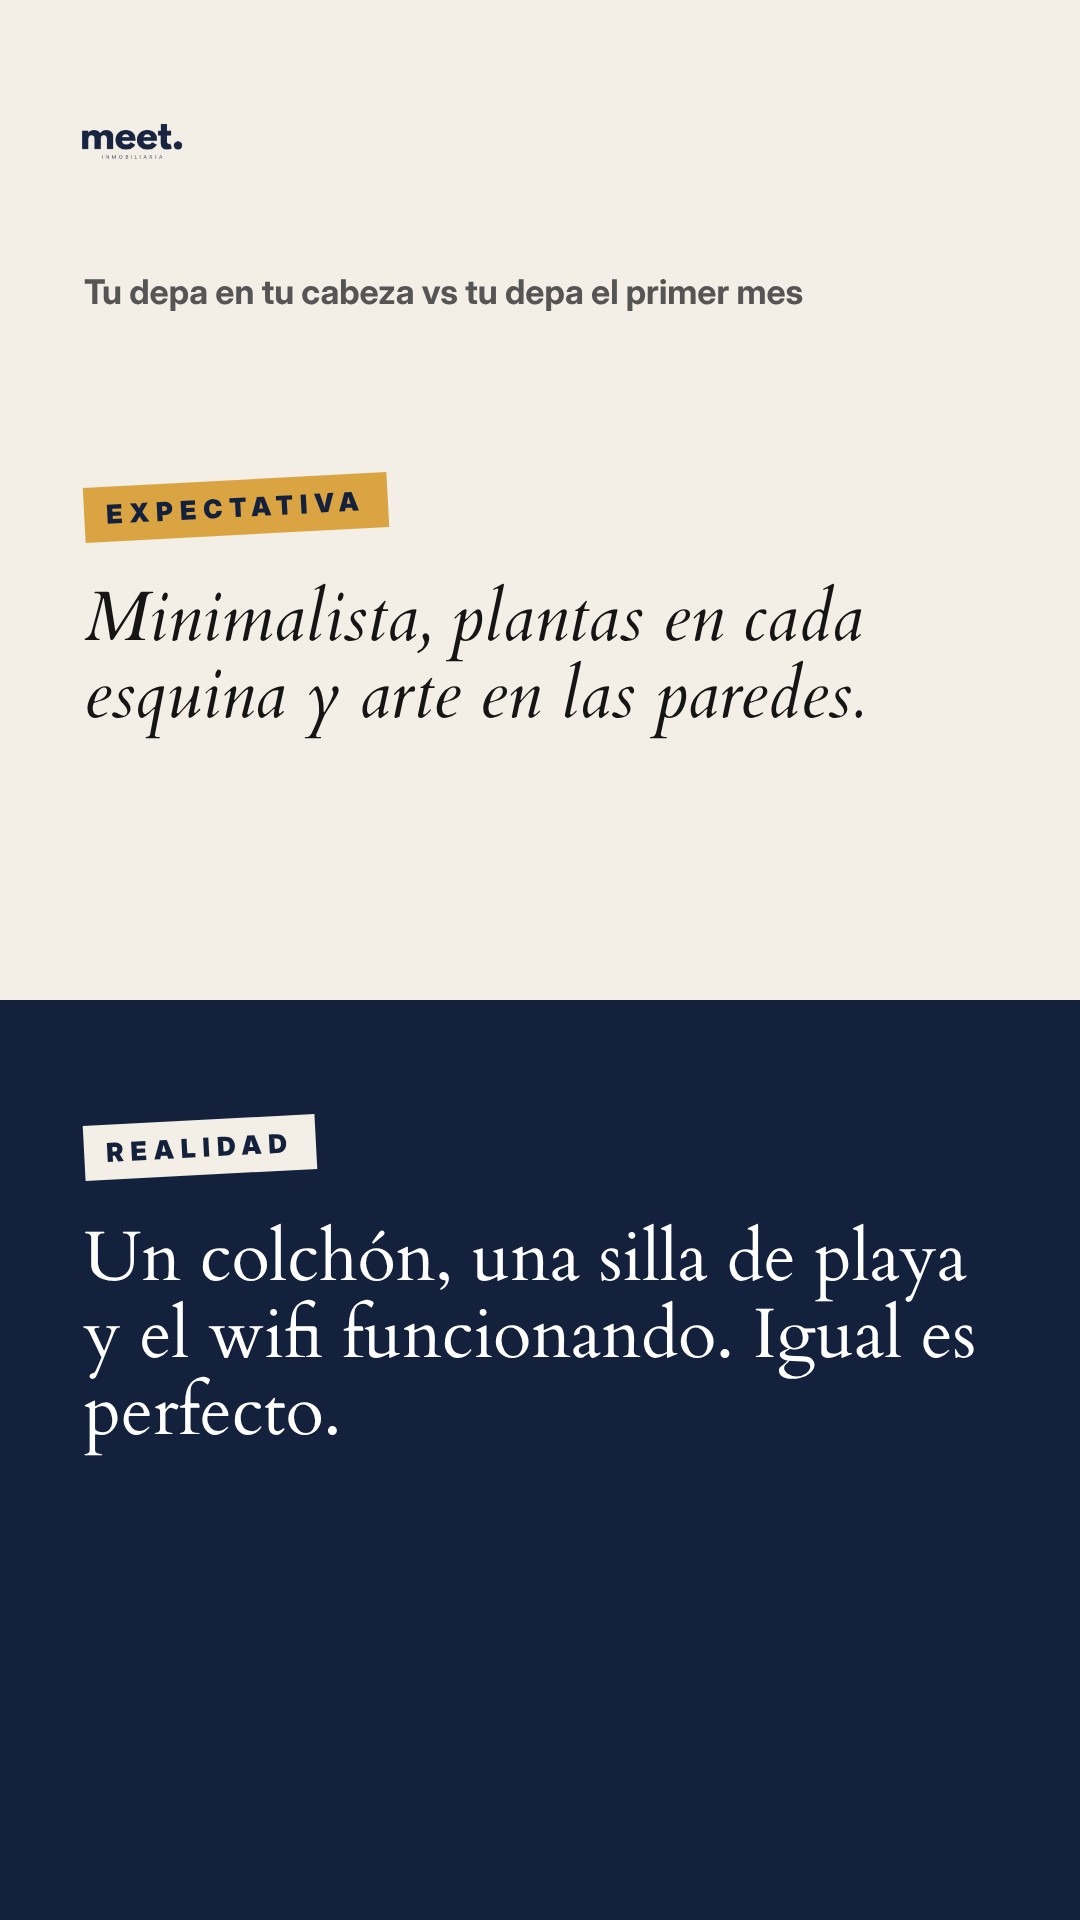 meet.
INMOBILIARIA
Tu depa en tu cabeza vs tu depa el primer mes
EXPECTATIVA
Minimalista, plantas en cada
esquina y arte en las paredes.
REALIDAD
Un colchón, una silla de playa
y el wifi funcionando. Igual es
perfecto.